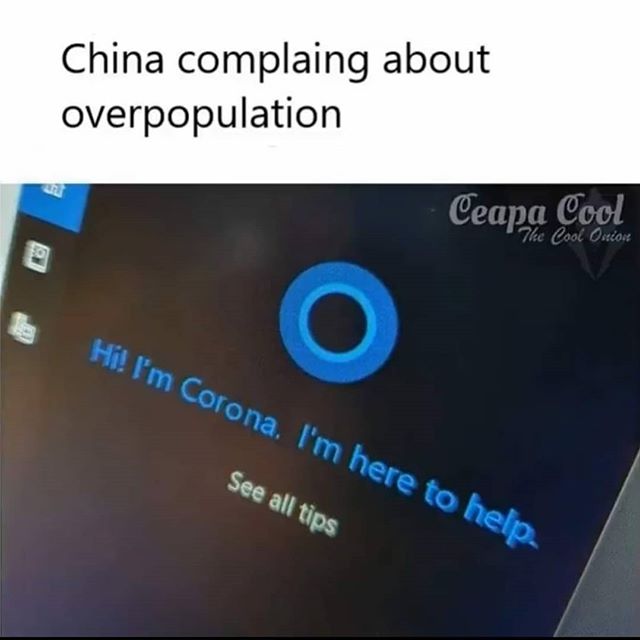 China complaing about
overpopulation
Ceapa Cool
The Cool Onion
Hi! I'm Corona. I'm here to help.
See all tips